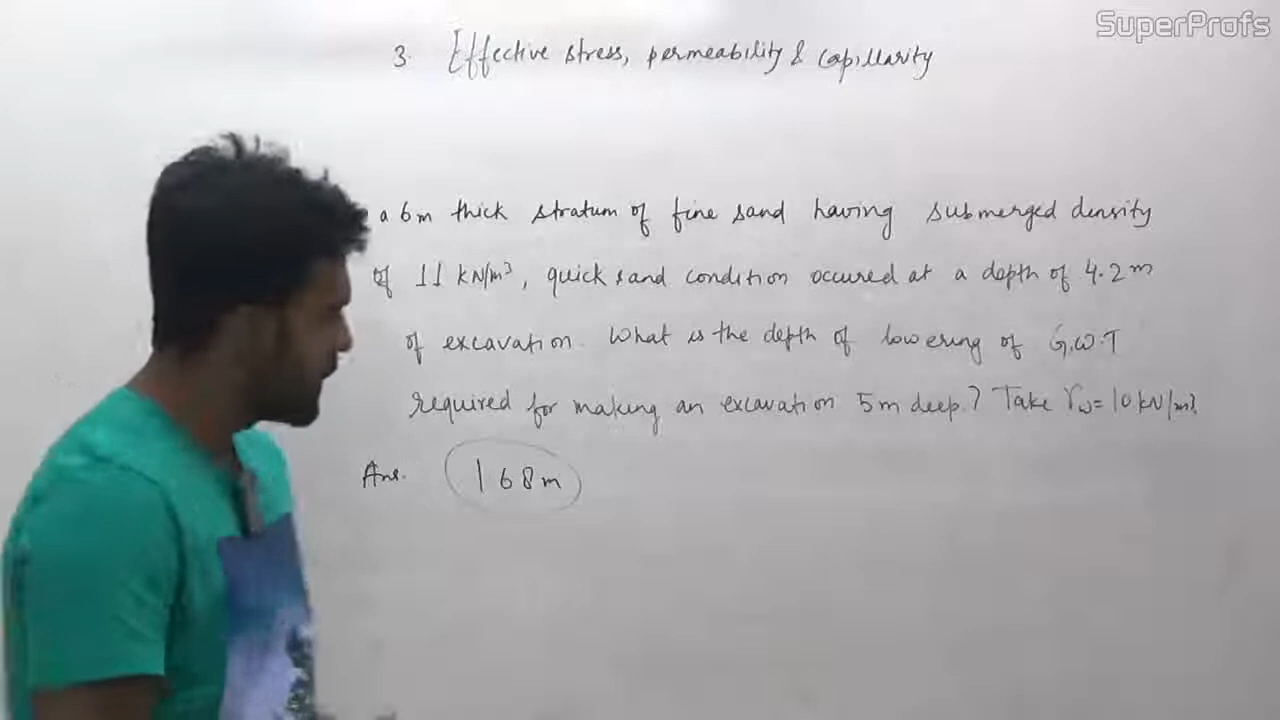 SuperProfs
3. Effective stress, permeability & capillarity
a 6m thick stratum of fine sand having submerged density
of 11 kN/m³, quick sand condition occured at a depth of 4.2 m
of excavation. What is the depth of lowering of G.W.T
required for making an excavation 5m deep? Take γw = 10 kN/m³.
Ans. 1.68m